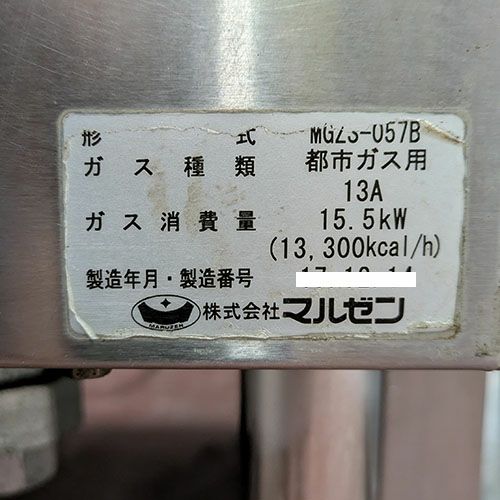 形式 MGZS-057B
ガス種類 都市ガス用
13A
ガス消費量 15.5kW
(13,300kcal/h)
製造年月・製造番号
MARUZEN 株式会社マルゼン